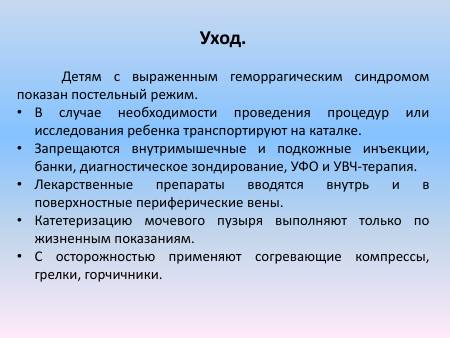 Уход.
Детям с выраженным геморрагическим синдромом
показан постельный режим.
• В случае необходимости проведения процедур или
исследования ребенка транспортируют на каталке.
• Запрещаются внутримышечные и подкожные инъекции,
банки, диагностическое зондирование, УФО и УВЧ-терапия.
• Лекарственные препараты вводятся внутрь и в
поверхностные периферические вены.
• Катетеризацию мочевого пузыря выполняют только по
жизненным показаниям.
• С осторожностью применяют согревающие компрессы,
грелки, горчичники.